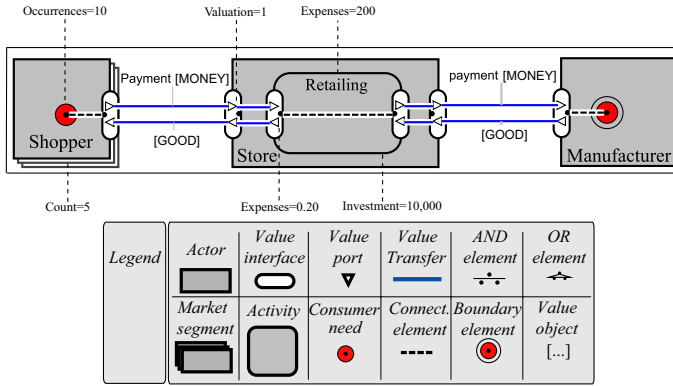 Occurrences=10
Valuation=1
Expenses=200
Payment [MONEY]
Retailing
payment [MONEY]
Shopper
[GOOD]
Store
[GOOD]
Manufacturer
Count=5
Expenses=0.20
Investment=10,000
Legend
Actor
Value interface
Value port
Value Transfer
AND element
OR element
Market segment
Activity
Consumer need
Connect. element
Boundary element
Value object
[...]